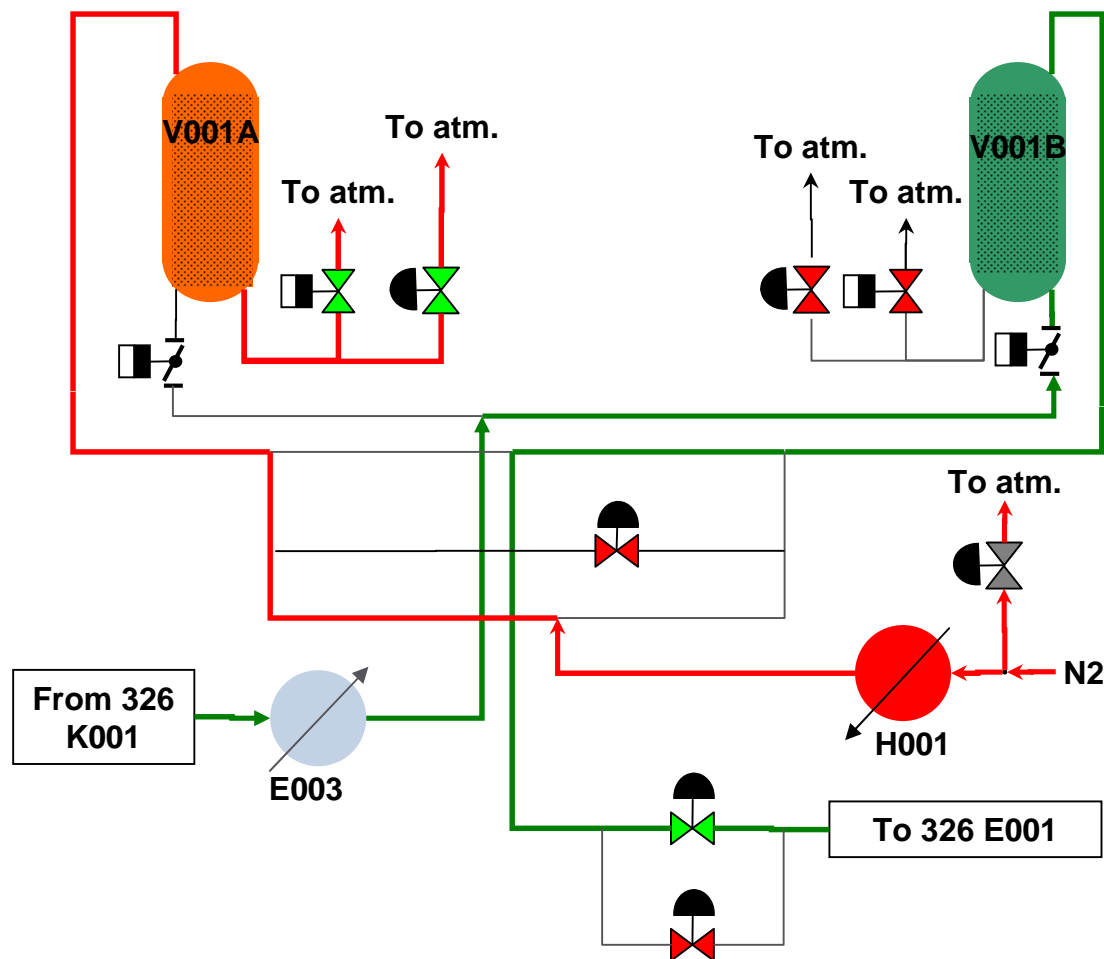 V001A
To atm.
To atm.
To atm.
To atm.
V001B
To atm.
From 326
K001
E003
H001
N2
To 326 E001